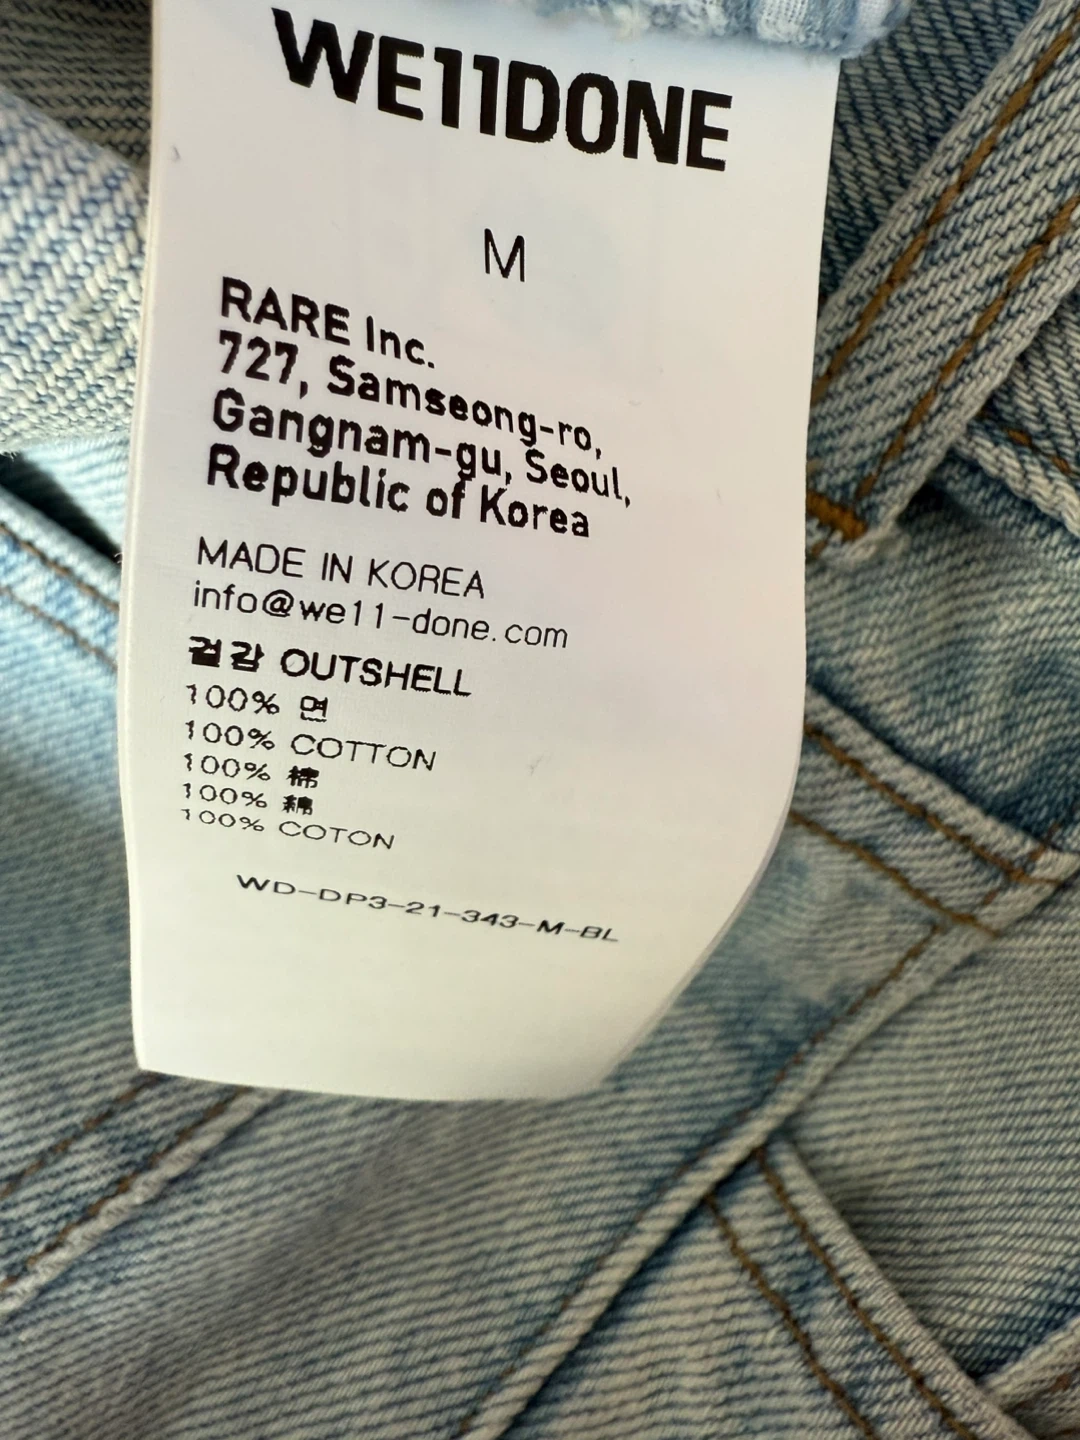 WE11DONE
M
RARE Inc.
727, Samseong-ro,
Gangnam-gu, Seoul,
Republic of Korea
MADE IN KOREA
info@we11-done.com
겉감 OUTSHELL
100% 면
100% COTTON
100% 棉
100% 綿
100% COTON
WD-DP3-21-343-M-BL